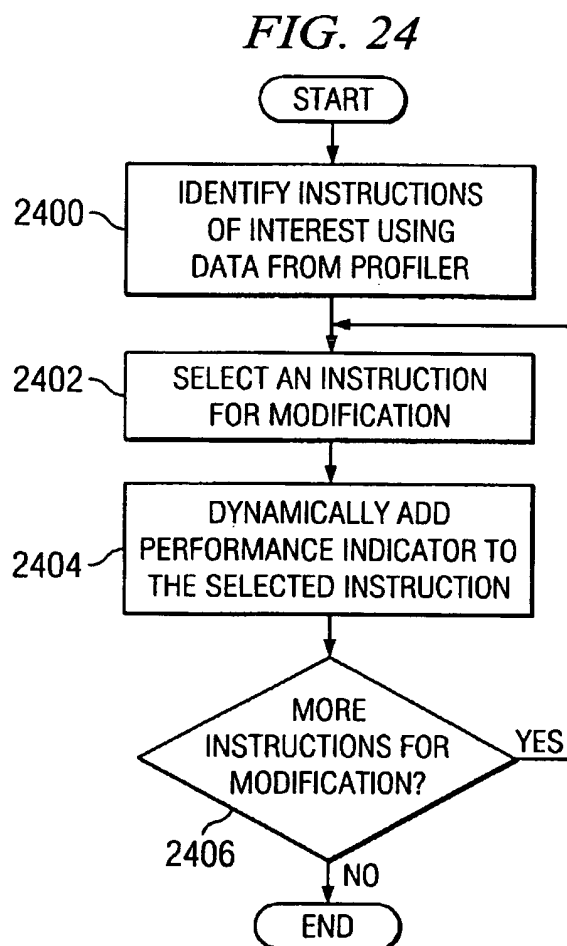 FIG. 24
START
2400
IDENTIFY INSTRUCTIONS
OF INTEREST USING
DATA FROM PROFILER
2402
SELECT AN INSTRUCTION
FOR MODIFICATION
2404
DYNAMICALLY ADD
PERFORMANCE INDICATOR TO
THE SELECTED INSTRUCTION
MORE
INSTRUCTIONS FOR
MODIFICATION?
YES
2406
NO
END